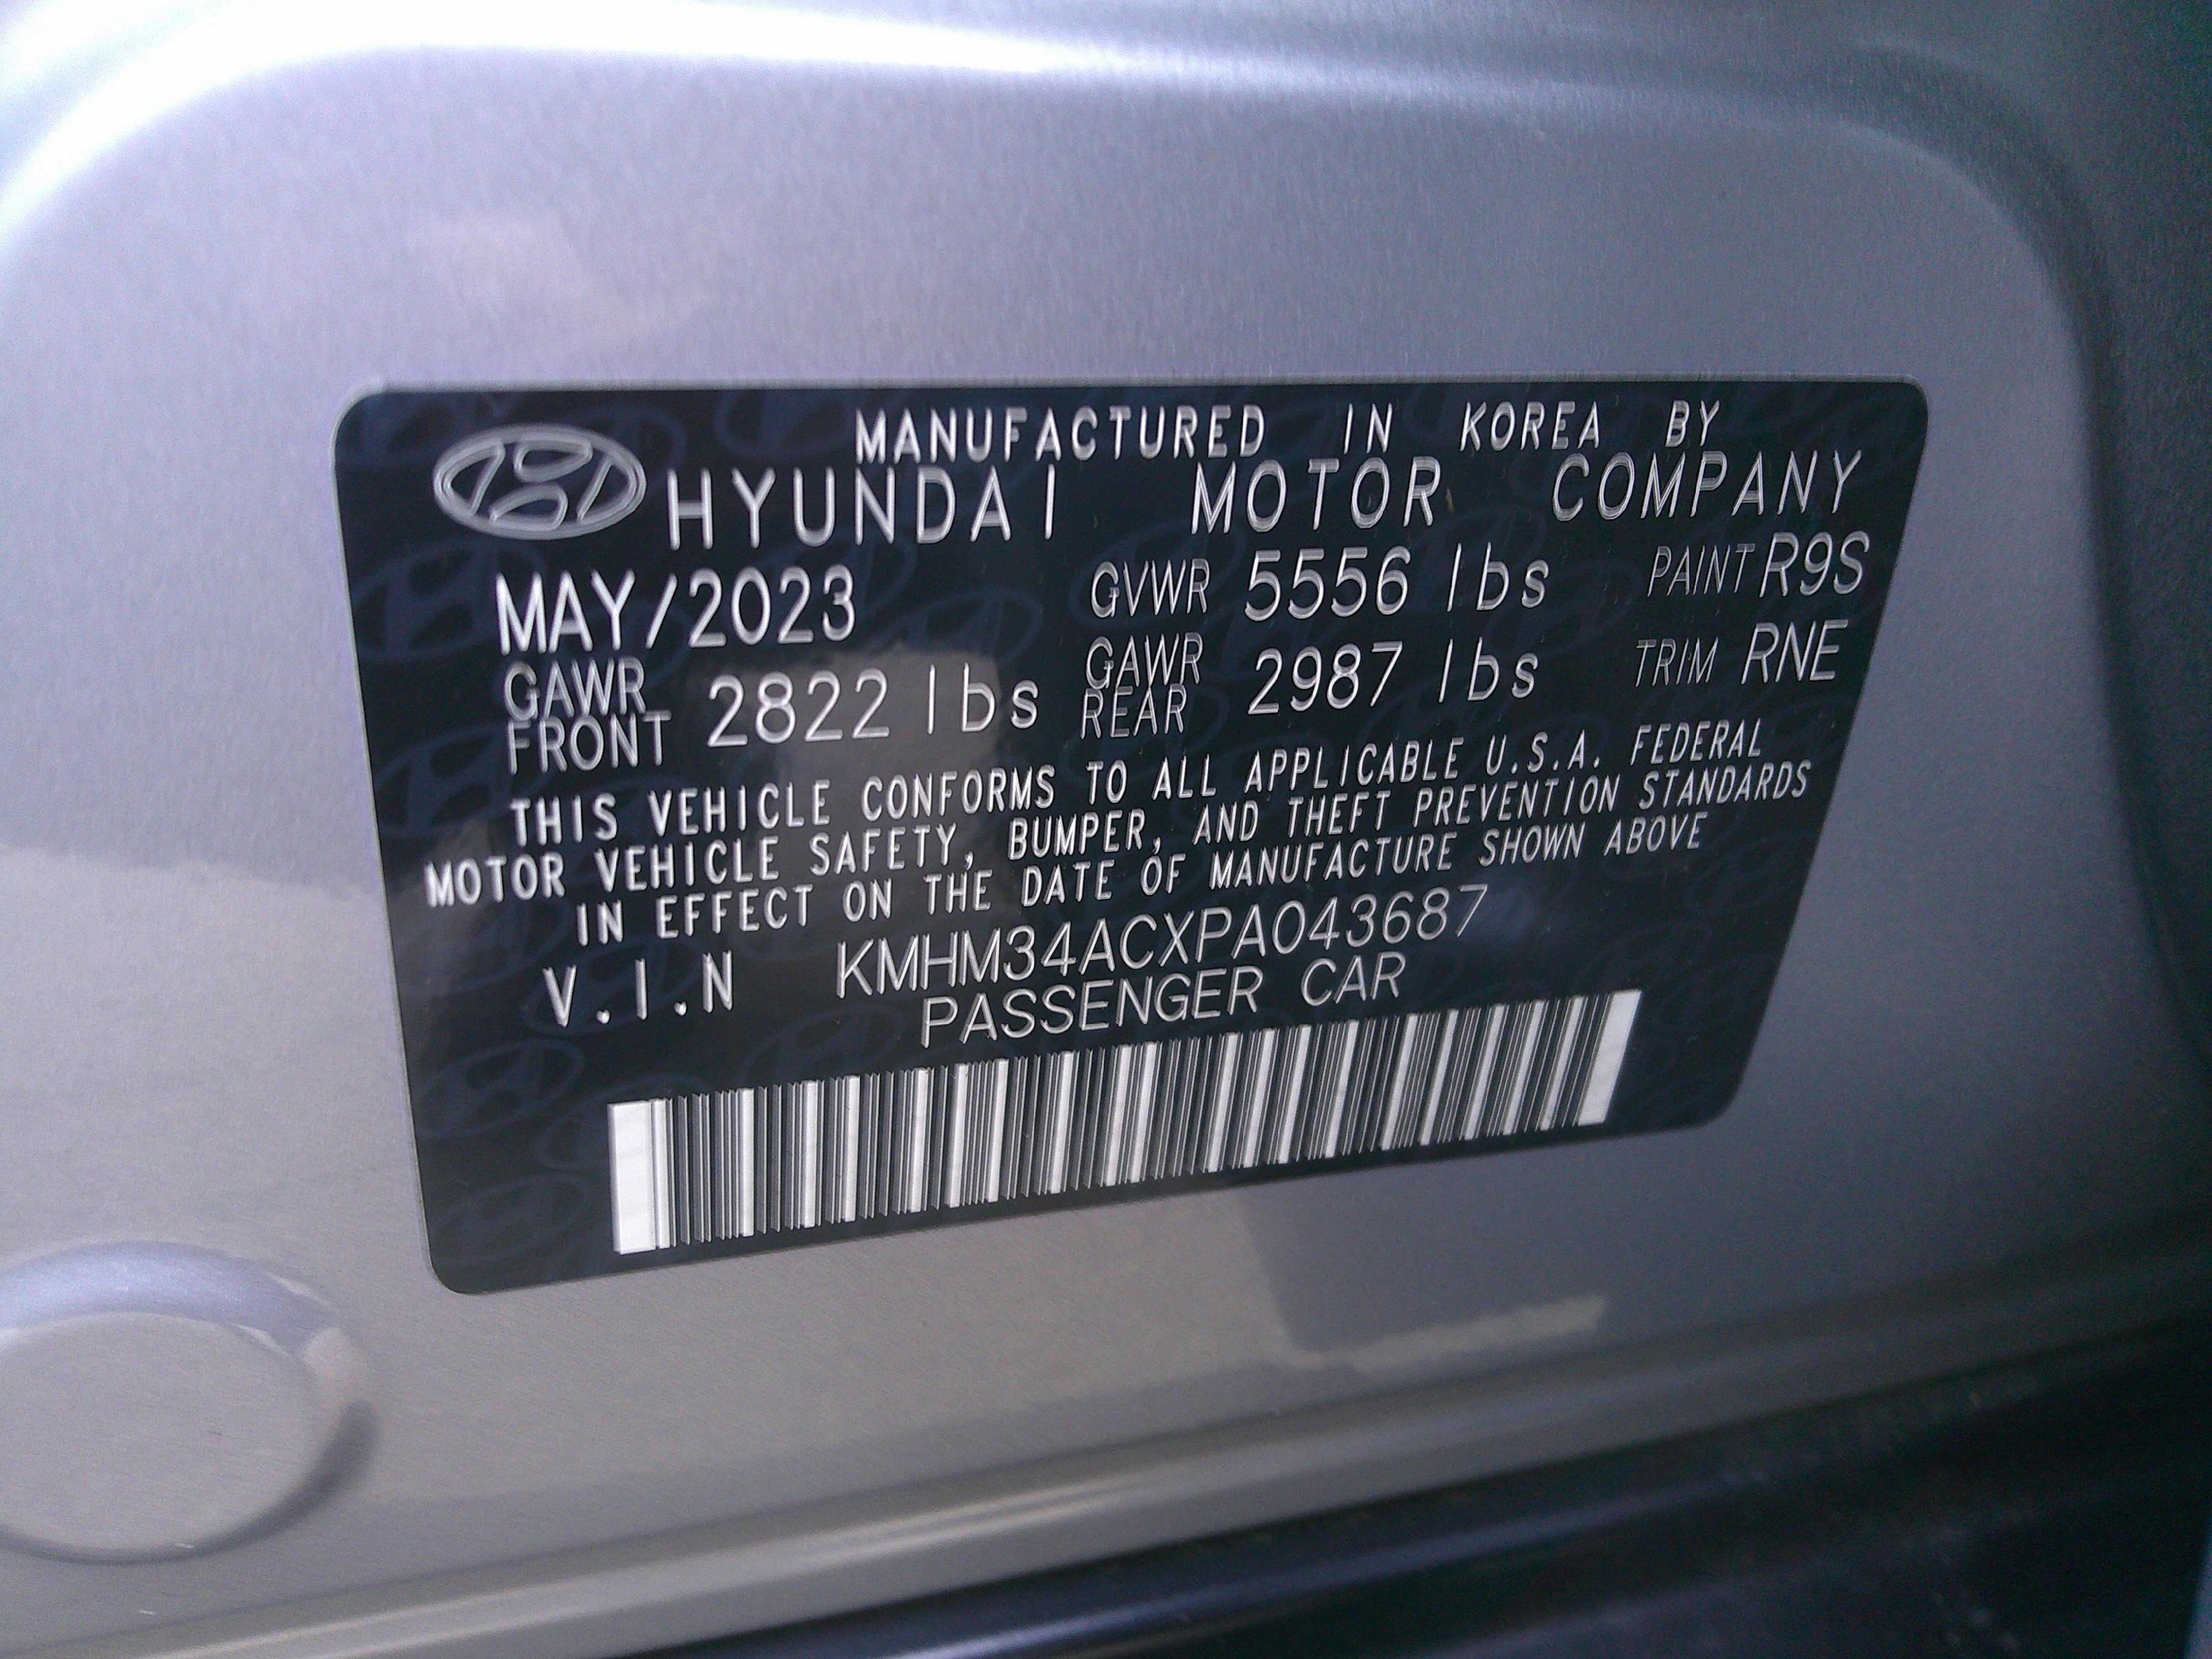 MANUFACTURED IN KOREA BY
HYUNDAI MOTOR COMPANY
MAY/2023 GVWR 5556 lbs PAINT R9S
GAWR FRONT 2822 lbs GAWR REAR 2987 lbs TRIM RNE
THIS VEHICLE CONFORMS TO ALL APPLICABLE U.S.A. FEDERAL
MOTOR VEHICLE SAFETY, BUMPER, AND THEFT PREVENTION STANDARDS
IN EFFECT ON THE DATE OF MANUFACTURE SHOWN ABOVE
V.I.N KMHM34ACXPA043687
PASSENGER CAR